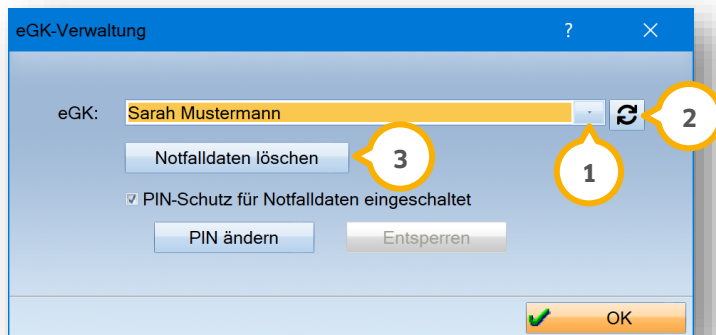 eGK-Verwaltung ?
eGK: Sarah Mustermann
2
Notfalldaten löschen 3
1
PIN-Schutz für Notfalldaten eingeschaltet
PIN ändern Entsperren
OK